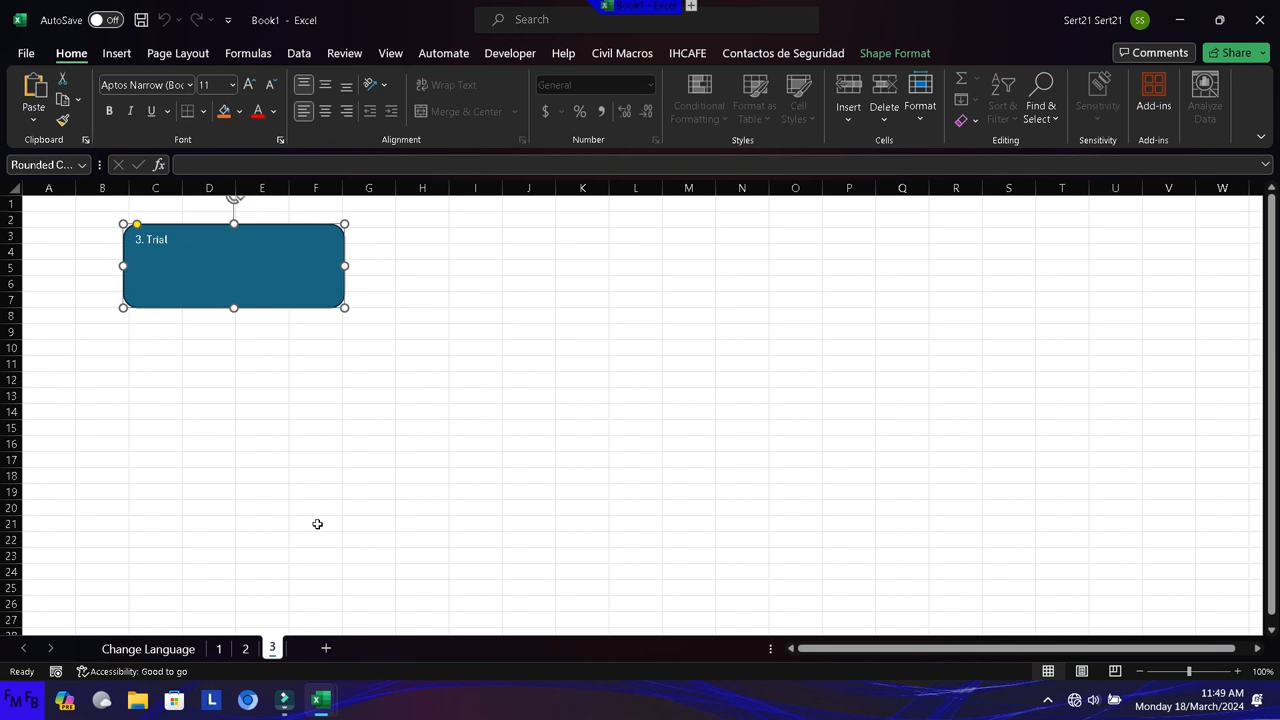 AutoSave Off Book1 - Excel Search Book1 - Excel Sert21 Sert21 SS
File Home Insert Page Layout Formulas Data Review View Automate Developer Help Civil Macros IHCAFE Contactos de Seguridad Shape Format Comments Share
Paste Aptos Narrow (Boc 11 B I U A Wrap Text Merge & Center General $ % Conditional Formatting Format as Table Cell Styles Insert Delete Format Sort & Filter Find & Select Sensitivity Add-ins Analyze Data
Clipboard Font Alignment Number Styles Cells Editing Sensitivity Add-ins
Rounded C... fx
A B C D E F G H I J K L M N O P Q R S T U V W
1
2
3
3. Trial
4
5
6
7
8
9
10
11
12
13
14
15
16
17
18
19
20
21
22
23
24
25
26
27
28
Change Language 1 2 3
Ready Accessibility: Good to go 100%
FM FB PRE L 11:49 AM
Monday 18/March/2024